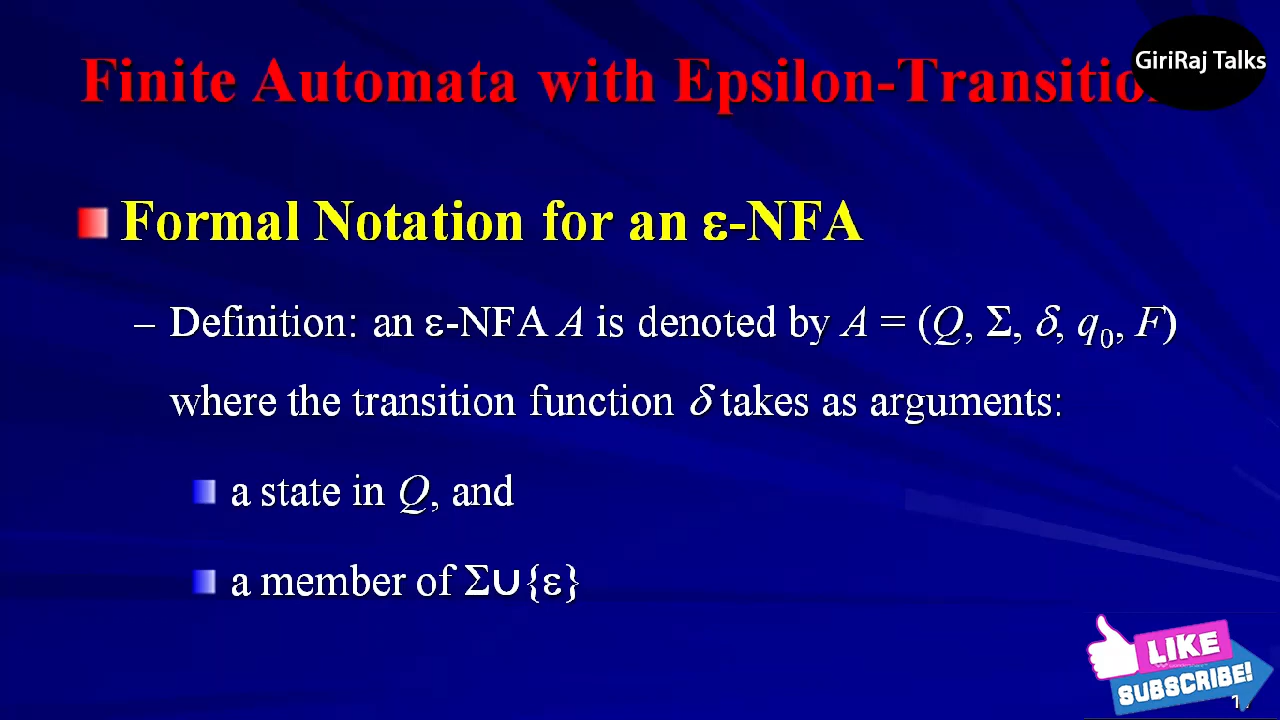 GiriRaj Talks
Finite Automata with Epsilon-Transitio
Formal Notation for an ε-NFA
– Definition: an ε-NFA A is denoted by A = (Q, Σ, δ, q₀, F)
where the transition function δ takes as arguments:
a state in Q, and
a member of Σ∪{ε}
LIKE
SUBSCRIBE!